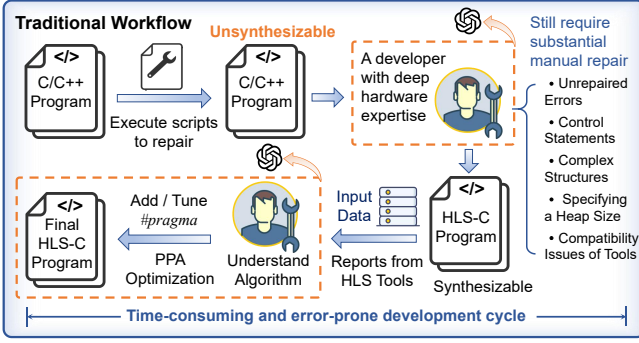 Traditional Workflow
Unsynthesizable
Still require
substantial
manual repair
</>
C/C++
Program
Execute scripts
to repair
</>
C/C++
Program
A developer
with deep
hardware
expertise
• Unrepaired
Errors
• Control
Statements
• Complex
Structures
• Specifying
a Heap Size
• Compatibility
Issues of Tools
</>
Final
HLS-C
Program
Add / Tune
#pragma
PPA
Optimization
Understand
Algorithm
Input
Data
Reports from
HLS Tools
</>
HLS-C
Program
Synthesizable
Time-consuming and error-prone development cycle